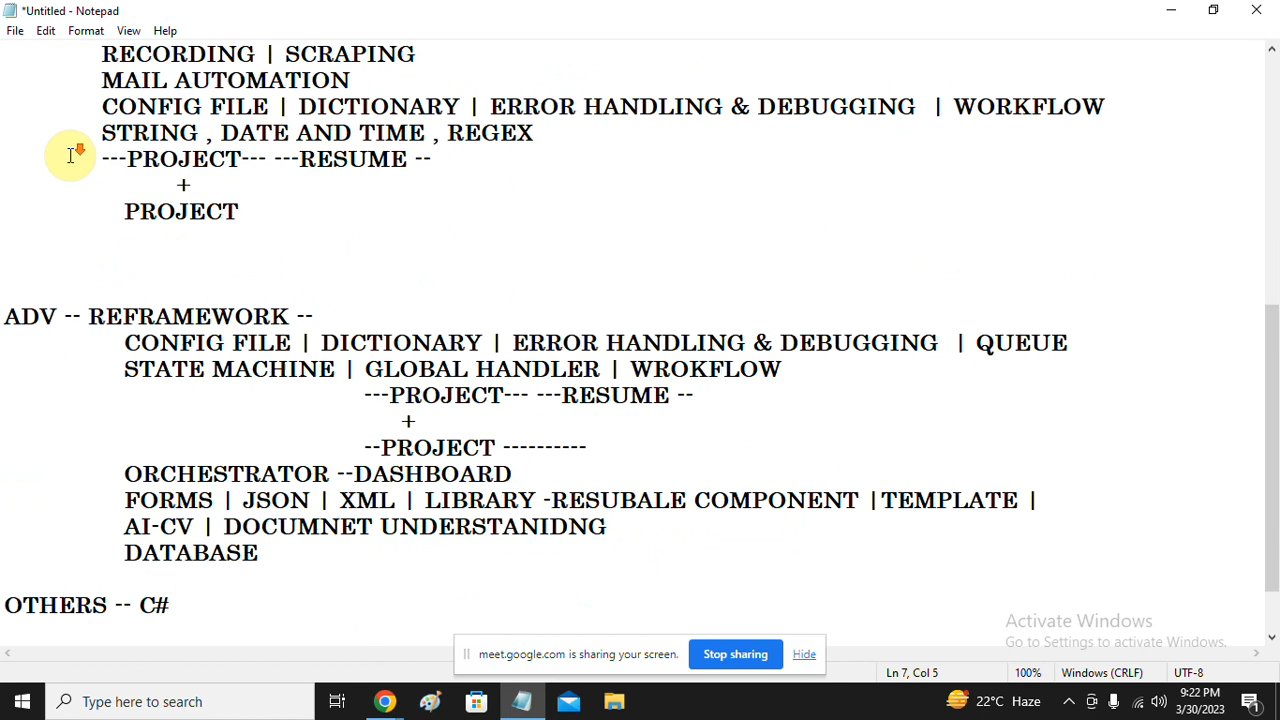 *Untitled - Notepad
File Edit Format View Help
RECORDING | SCRAPING
MAIL AUTOMATION
CONFIG FILE | DICTIONARY | ERROR HANDLING & DEBUGGING | WORKFLOW
STRING , DATE AND TIME , REGEX
---PROJECT--- ---RESUME --
+
PROJECT
ADV -- REFRAMEWORK --
CONFIG FILE | DICTIONARY | ERROR HANDLING & DEBUGGING | QUEUE
STATE MACHINE | GLOBAL HANDLER | WROKFLOW
---PROJECT--- ---RESUME --
+
--PROJECT ----------
ORCHESTRATOR --DASHBOARD
FORMS | JSON | XML | LIBRARY -RESUBALE COMPONENT |TEMPLATE |
AI-CV | DOCUMNET UNDERSTANIDNG
DATABASE
OTHERS -- C#
Activate Windows
Go to Settings to activate Windows.
meet.google.com is sharing your screen. Stop sharing Hide
Ln 7, Col 5 100% Windows (CRLF) UTF-8
Type here to search 22°C Haze 9:22 PM
3/30/2023
1